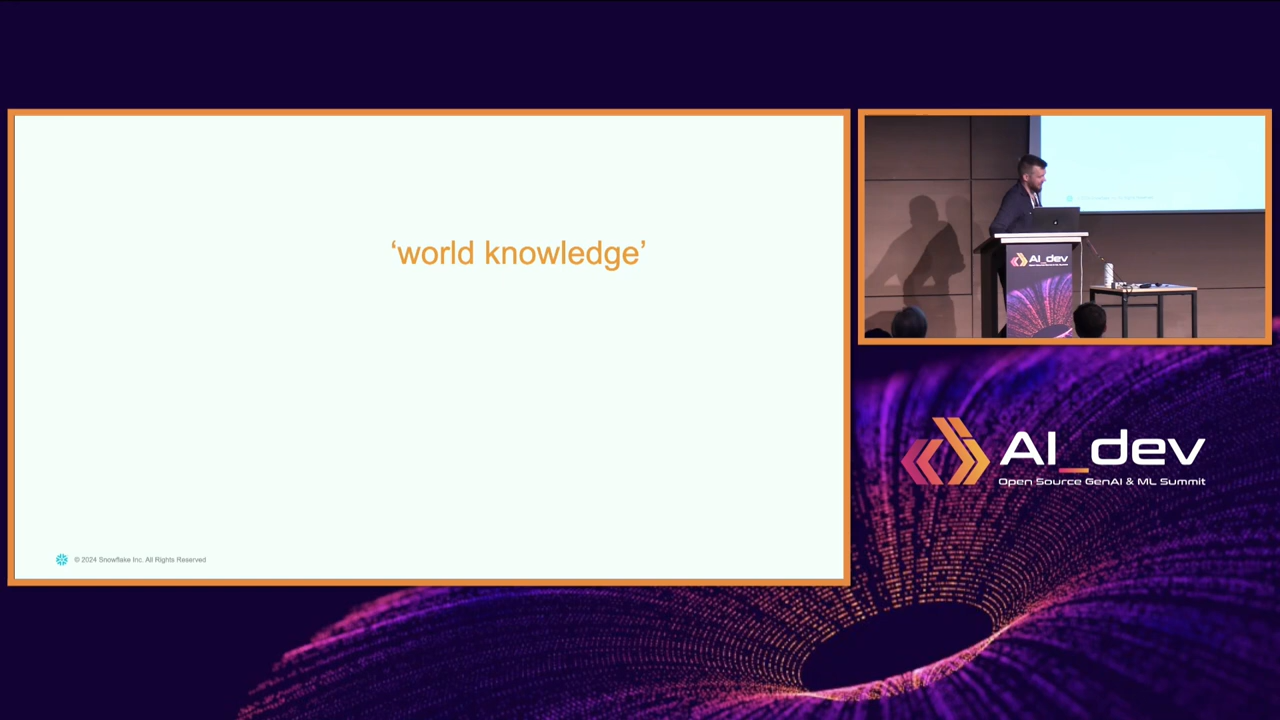 ‘world knowledge’
© 2024 Snowflake Inc. All Rights Reserved
AI_dev
AI_dev
Open Source GenAI & ML Summit